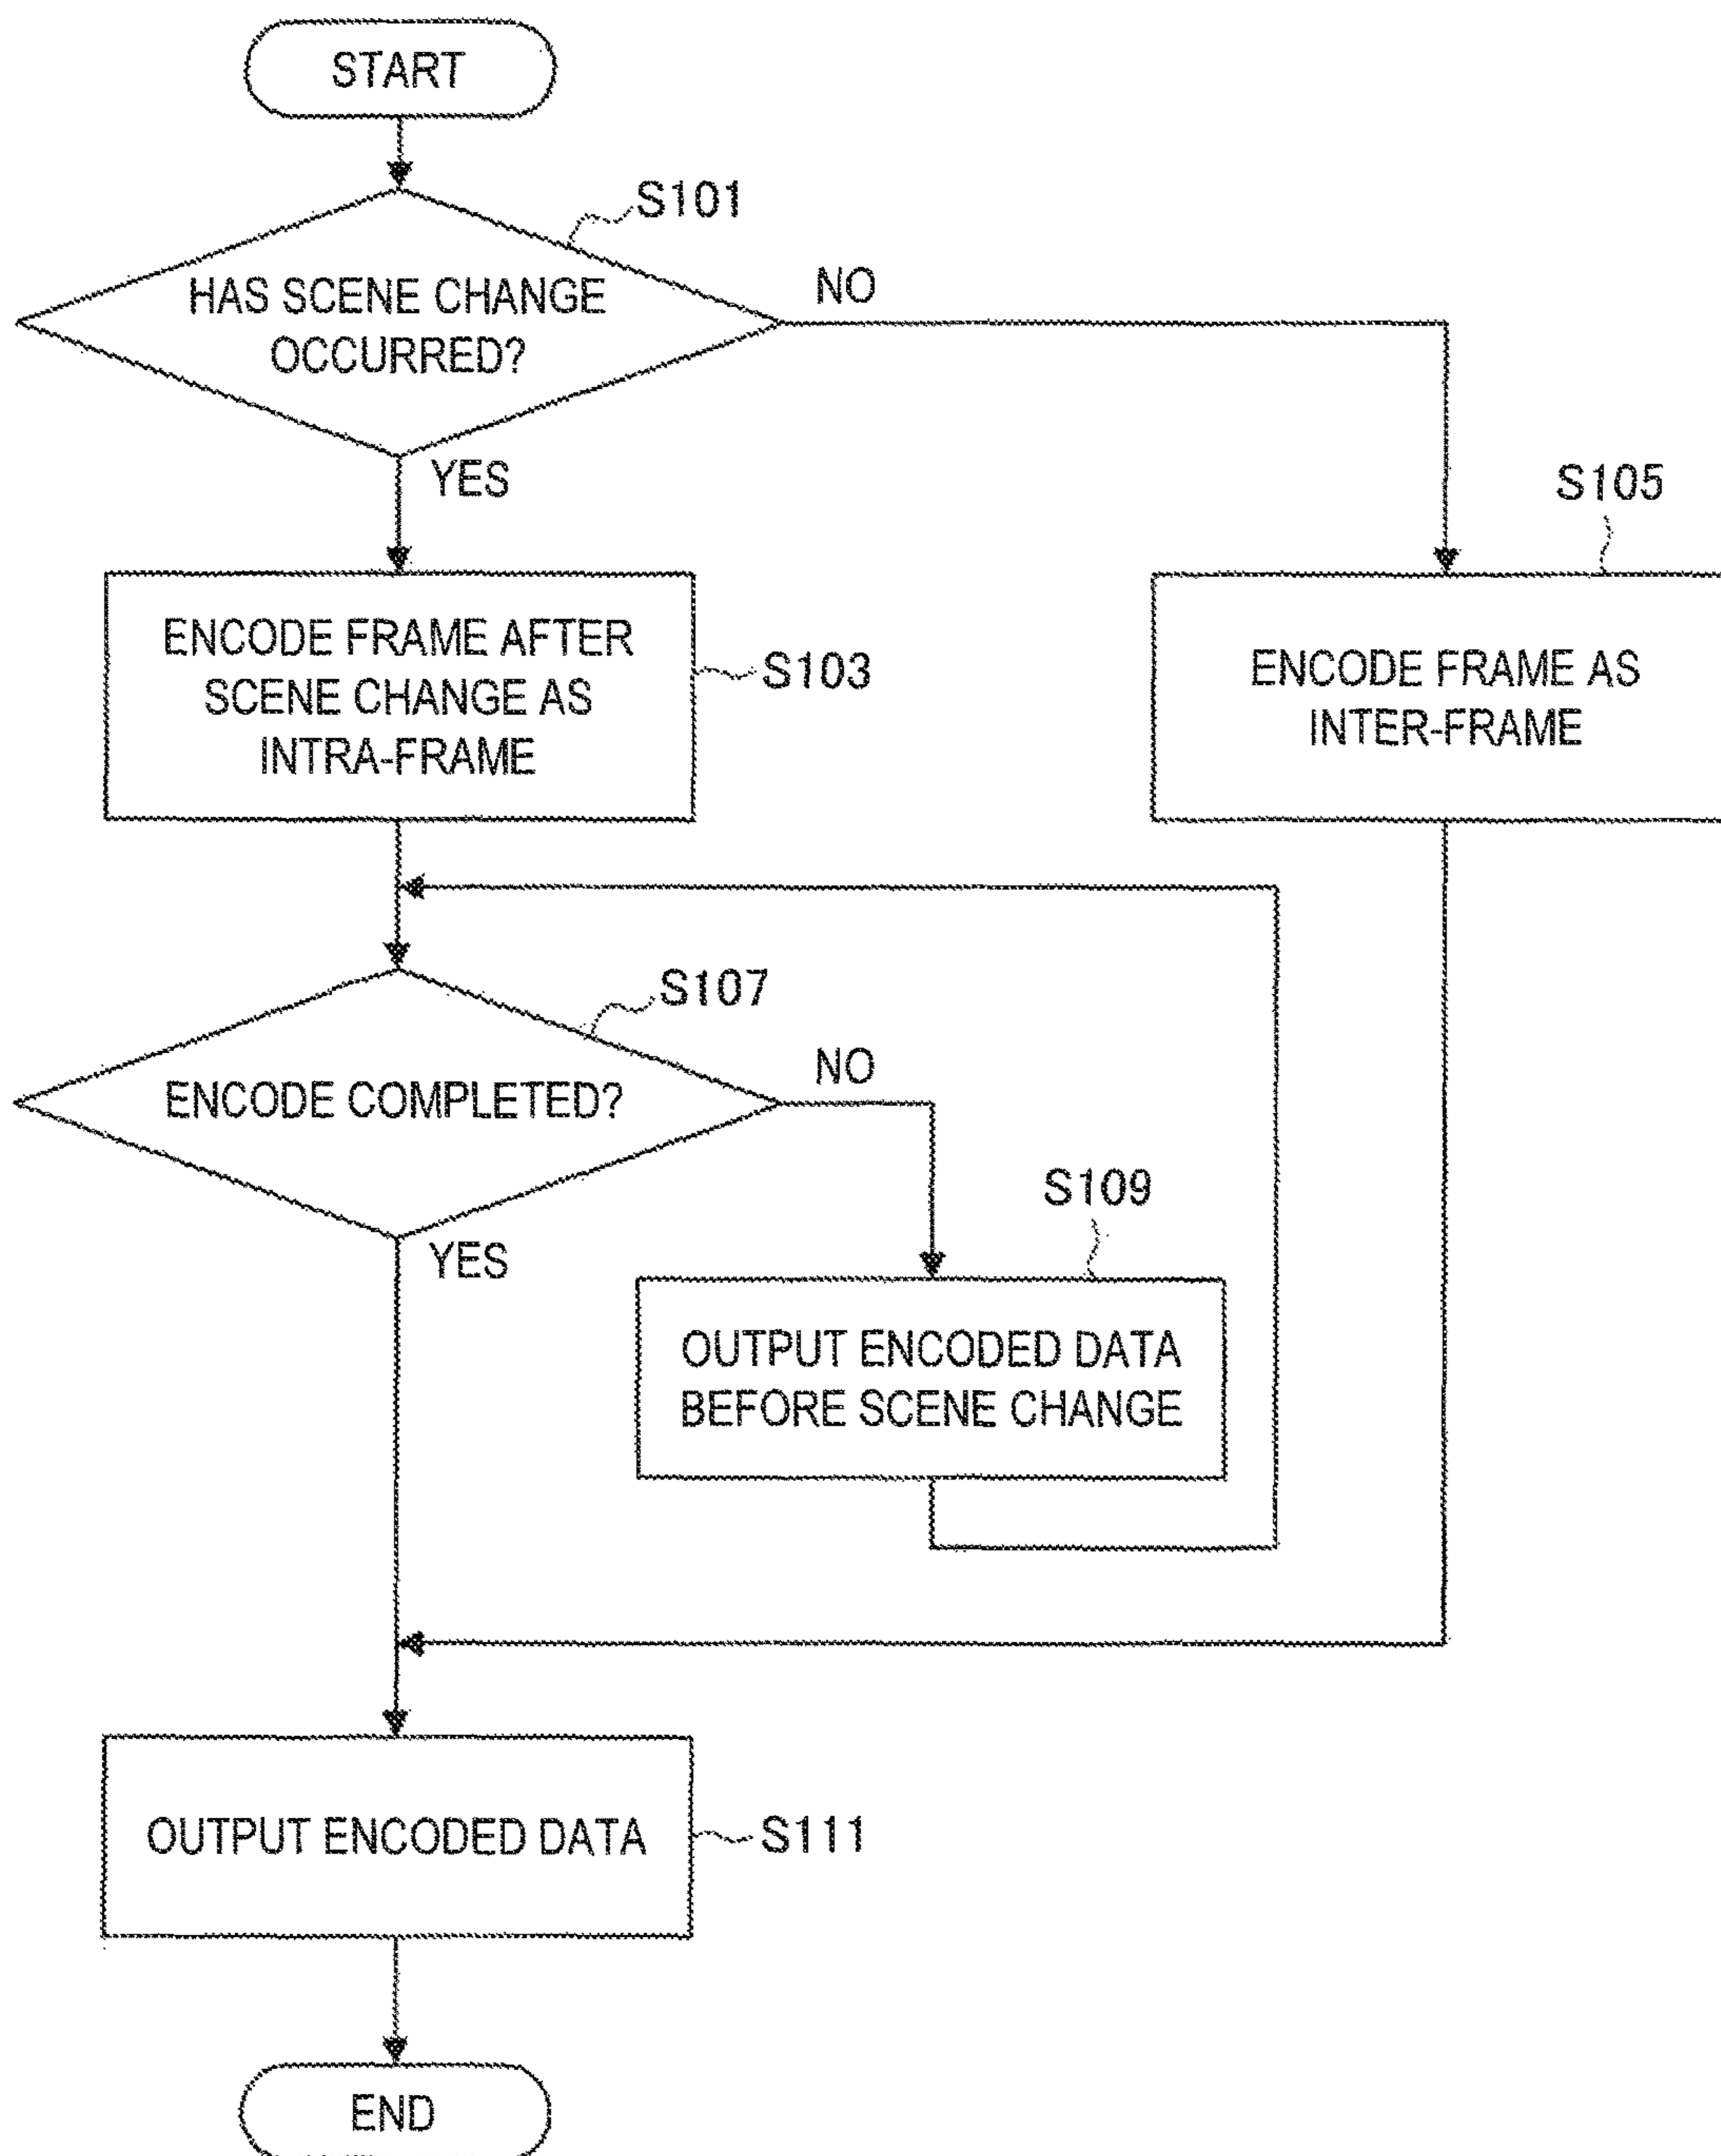 START
S101
HAS SCENE CHANGE
OCCURRED?
NO
YES
S105
ENCODE FRAME AFTER
SCENE CHANGE AS
INTRA-FRAME
S103
ENCODE FRAME AS
INTER-FRAME
S107
ENCODE COMPLETED?
NO
YES
S109
OUTPUT ENCODED DATA
BEFORE SCENE CHANGE
OUTPUT ENCODED DATA
S111
END